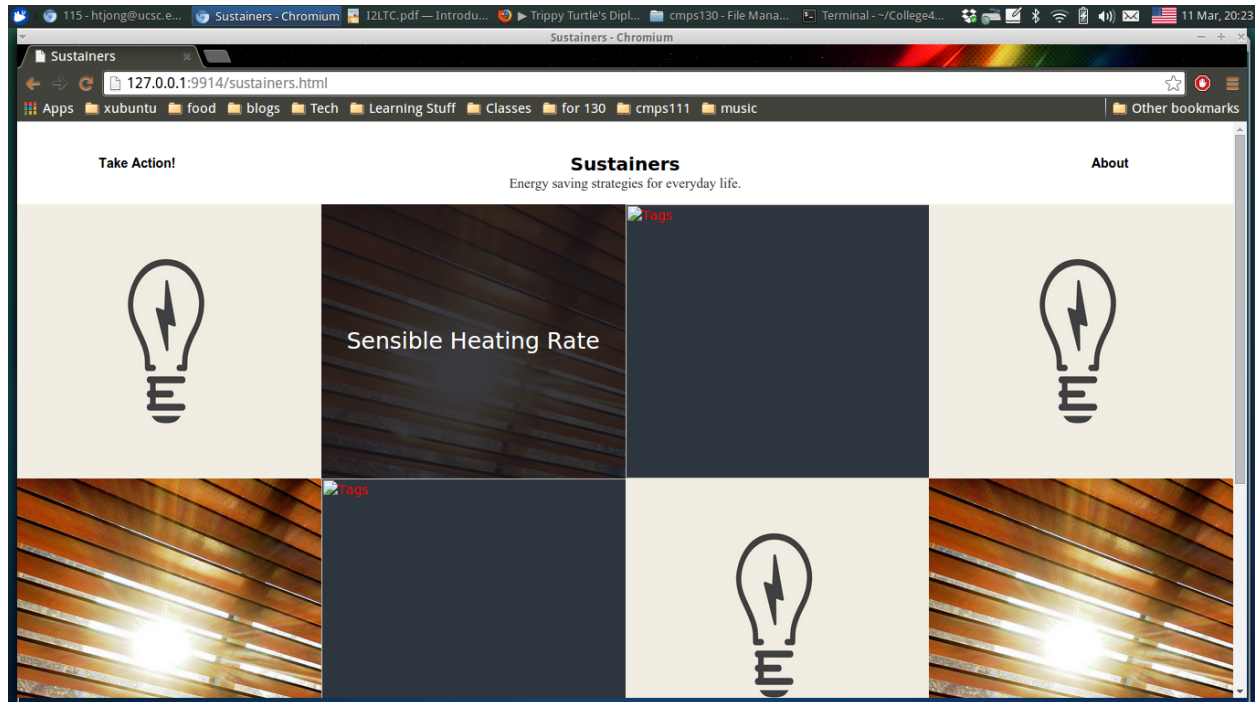 115 - htjong@ucsc.e...
Sustainers - Chromium
I2LTC.pdf — Introdu...
► Trippy Turtle's Dipl...
cmps130 - File Mana...
Terminal - ~/College4...
11 Mar, 20:23
Sustainers - Chromium
Sustainers
127.0.0.1:9914/sustainers.html
Apps xubuntu food blogs Tech Learning Stuff Classes for 130 cmps111 music Other bookmarks
Take Action!
Sustainers
About
Energy saving strategies for everyday life.
Tags
Sensible Heating Rate
Tags